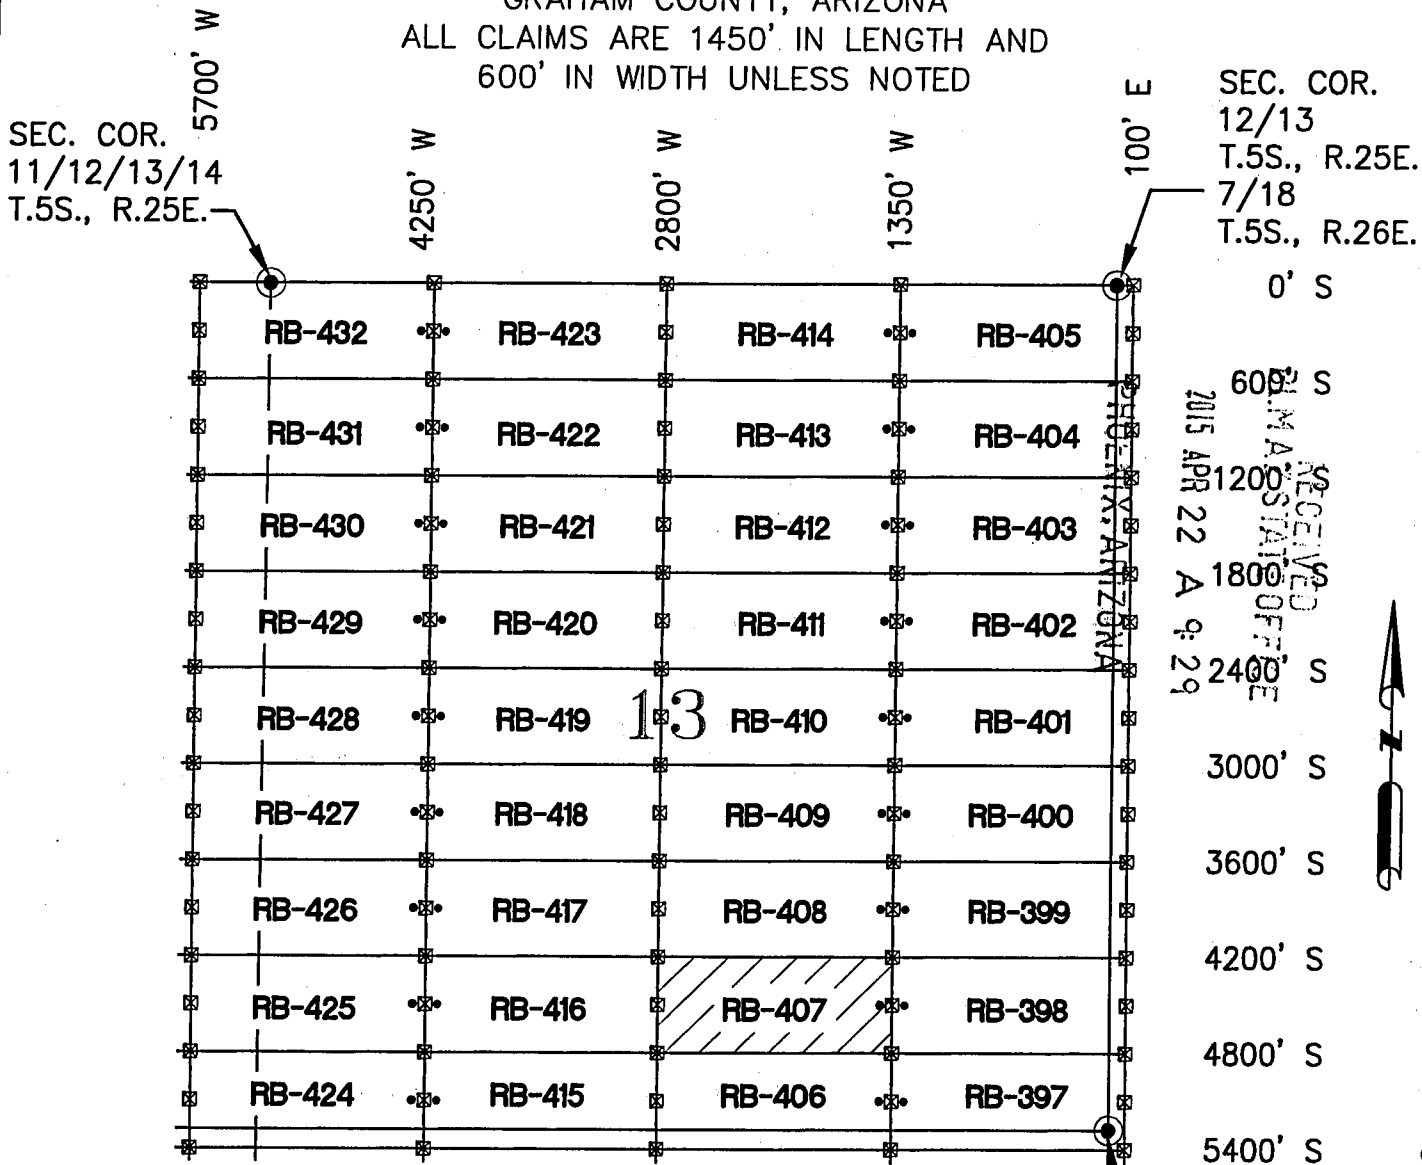 GRAHAM COUNTY, ARIZONA
ALL CLAIMS ARE 1450' IN LENGTH AND
600' IN WIDTH UNLESS NOTED
SEC. COR.
11/12/13/14
T.5S., R.25E.
5700' W
4250' W
2800' W
1350' W
100' E
SEC. COR.
12/13
T.5S., R.25E.
7/18
T.5S., R.26E.
0' S
RB-432 RB-423 RB-414 RB-405
600' S
RB-431 RB-422 RB-413 RB-404
1200' S
RB-430 RB-421 RB-412 RB-403
1800' S
RB-429 RB-420 RB-411 RB-402
2400' S
RB-428 RB-419 13 RB-410 RB-401
3000' S
RB-427 RB-418 RB-409 RB-400
3600' S
RB-426 RB-417 RB-408 RB-399
4200' S
RB-425 RB-416 RB-407 RB-398
4800' S
RB-424 RB-415 RB-406 RB-397
5400' S
RECEIVED
BLM AZ STATE OFFICE
2015 APR 22 A 9:29
PHOENIX, ARIZONA
N